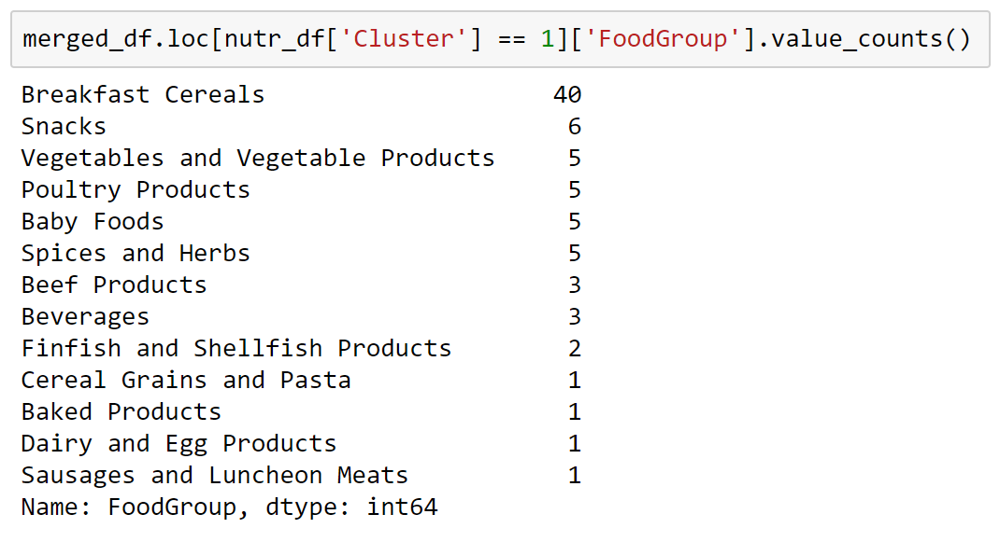 merged_df.loc[nutr_df['Cluster'] == 1]['FoodGroup'].value_counts()
Breakfast Cereals                    40
Snacks                                6
Vegetables and Vegetable Products     5
Poultry Products                      5
Baby Foods                            5
Spices and Herbs                      5
Beef Products                         3
Beverages                             3
Finfish and Shellfish Products        2
Cereal Grains and Pasta               1
Baked Products                        1
Dairy and Egg Products                1
Sausages and Luncheon Meats           1
Name: FoodGroup, dtype: int64